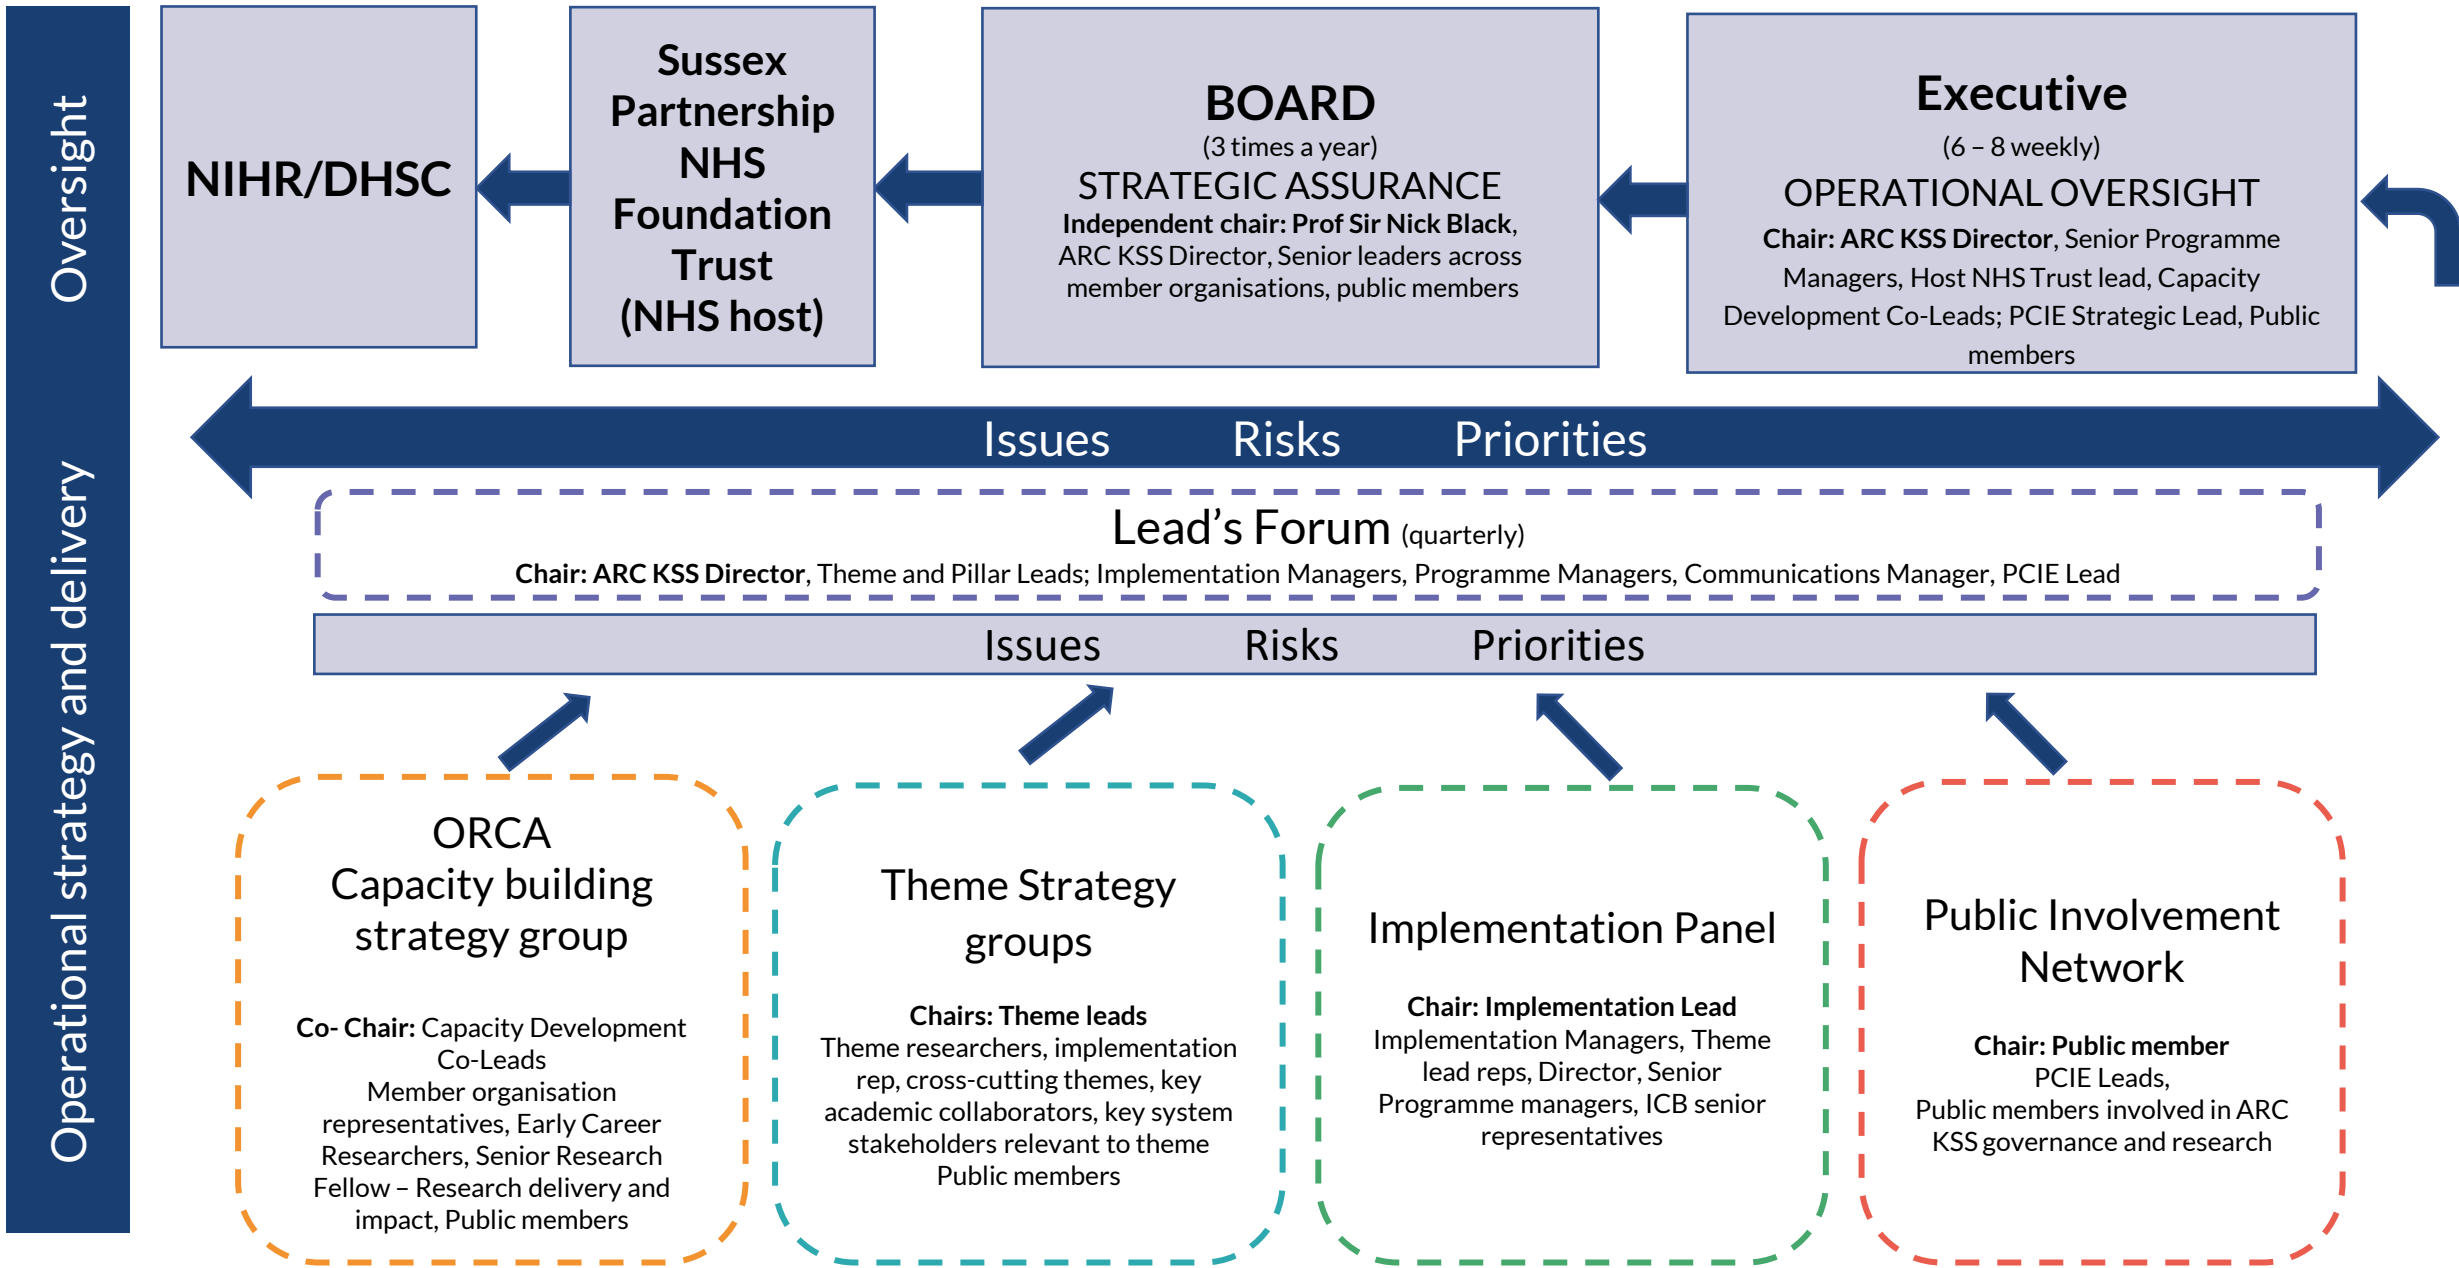 Oversight
Operational strategy and delivery
NIHR/DHSC
Sussex
Partnership
NHS
Foundation
Trust
(NHS host)
BOARD
(3 times a year)
STRATEGIC ASSURANCE
Independent chair: Prof Sir Nick Black,
ARC KSS Director, Senior leaders across
member organisations, public members
Executive
(6 – 8 weekly)
OPERATIONAL OVERSIGHT
Chair: ARC KSS Director, Senior Programme
Managers, Host NHS Trust lead, Capacity
Development Co-Leads; PCIE Strategic Lead, Public
members
Issues Risks Priorities
Lead’s Forum (quarterly)
Chair: ARC KSS Director, Theme and Pillar Leads; Implementation Managers, Programme Managers, Communications Manager, PCIE Lead
Issues Risks Priorities
ORCA
Capacity building
strategy group
Co- Chair: Capacity Development
Co-Leads
Member organisation
representatives, Early Career
Researchers, Senior Research
Fellow – Research delivery and
impact, Public members
Theme Strategy
groups
Chairs: Theme leads
Theme researchers, implementation
rep, cross-cutting themes, key
academic collaborators, key system
stakeholders relevant to theme
Public members
Implementation Panel
Chair: Implementation Lead
Implementation Managers, Theme
lead reps, Director, Senior
Programme managers, ICB senior
representatives
Public Involvement
Network
Chair: Public member
PCIE Leads,
Public members involved in ARC
KSS governance and research